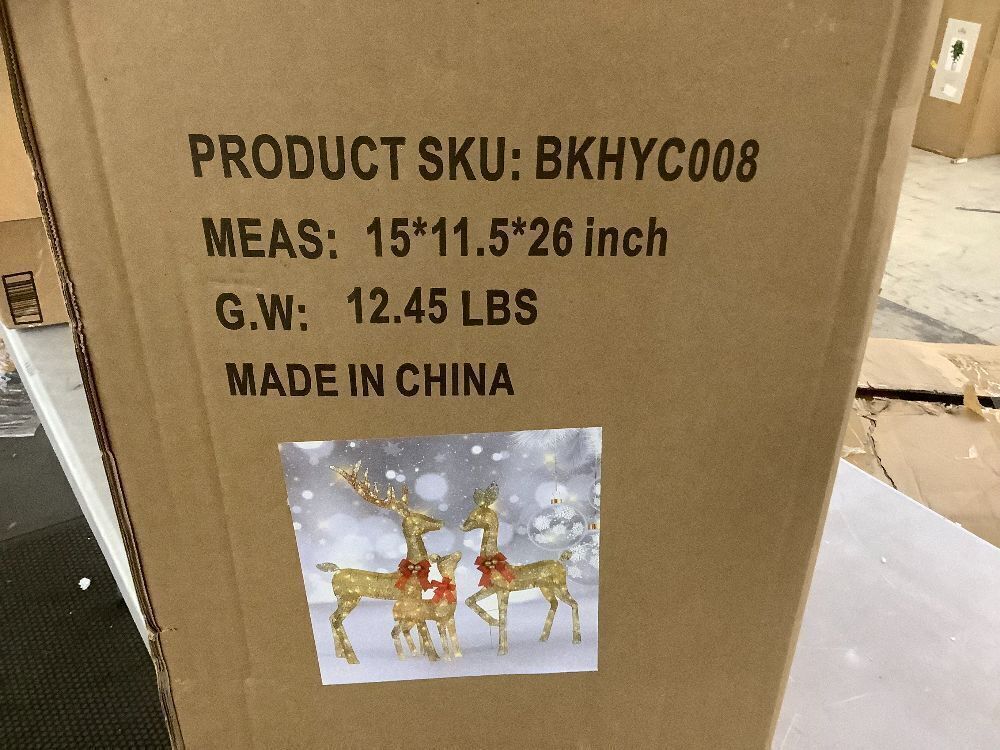 PRODUCT SKU: BKHYC008
MEAS: 15*11.5*26 inch
G.W: 12.45 LBS
MADE IN CHINA